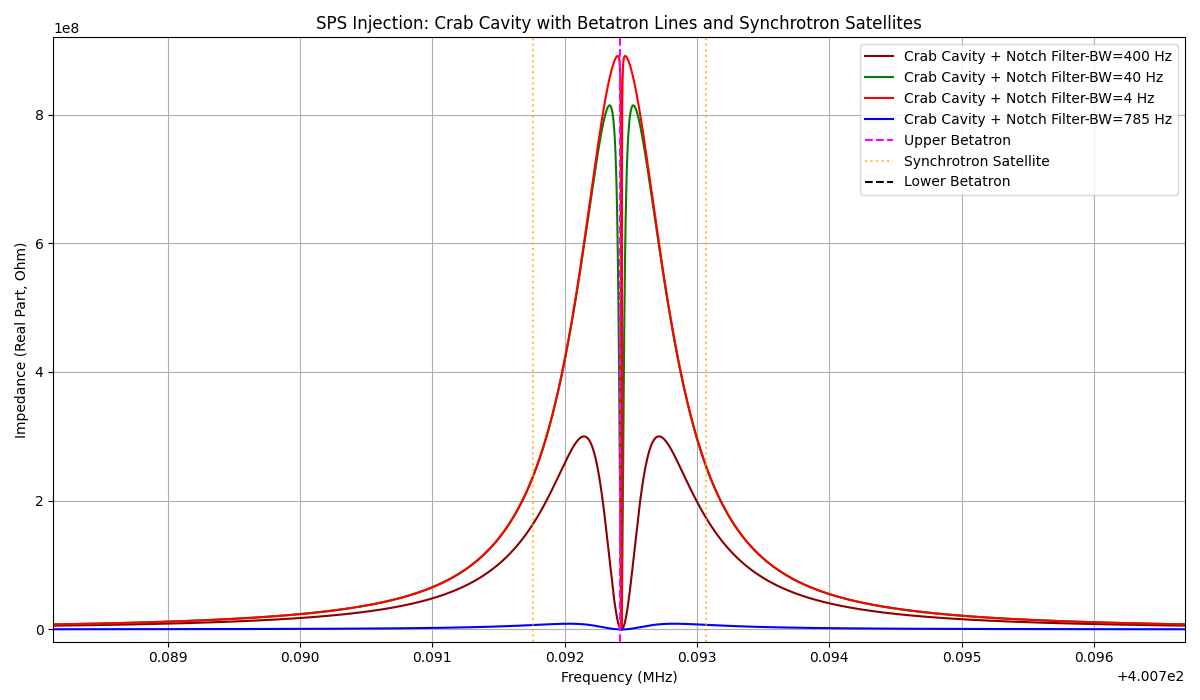 SPS Injection: Crab Cavity with Betatron Lines and Synchrotron Satellites
1e8
Crab Cavity + Notch Filter-BW=400 Hz
Crab Cavity + Notch Filter-BW=40 Hz
Crab Cavity + Notch Filter-BW=4 Hz
Crab Cavity + Notch Filter-BW=785 Hz
Upper Betatron
Synchrotron Satellite
Lower Betatron
Impedance (Real Part, Ohm)
8
6
4
2
0
0.089 0.090 0.091 0.092 0.093 0.094 0.095 0.096
Frequency (MHz)
+4.007e2